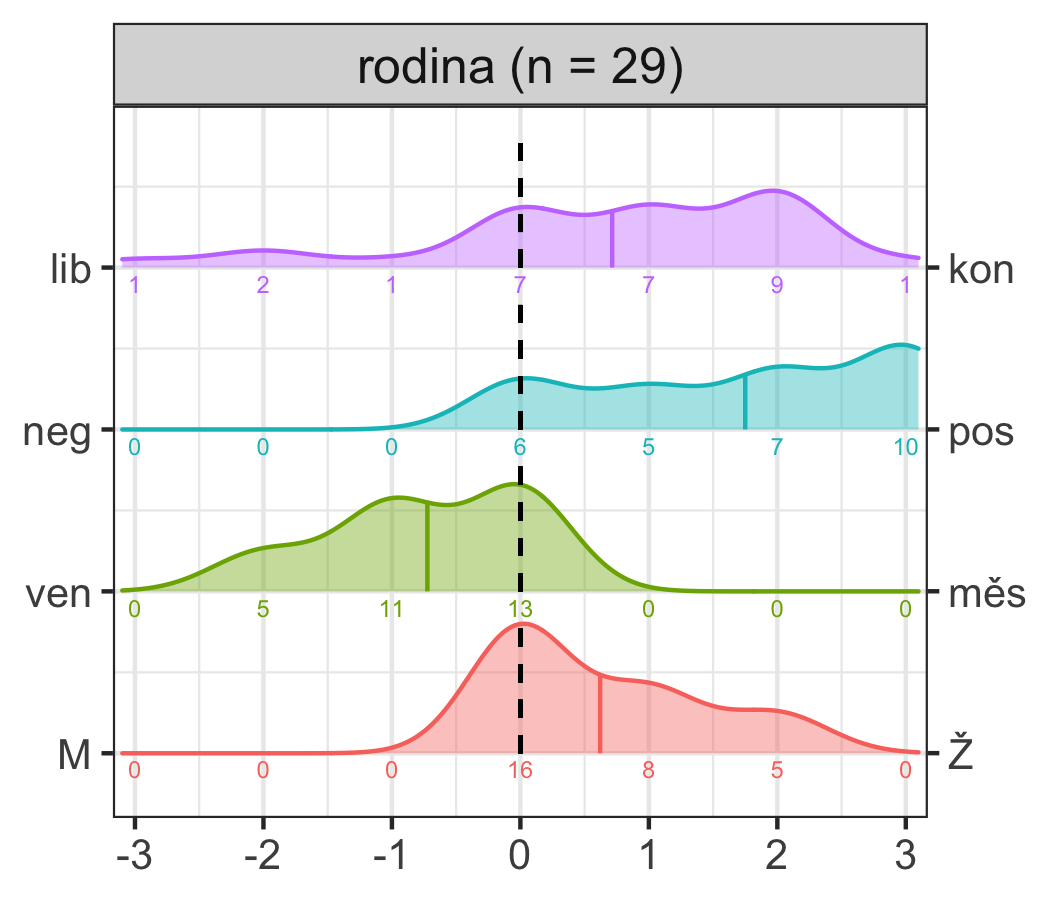 rodina (n = 29)
lib kon
1 2 1 7 7 9 1
neg pos
0 0 0 6 5 7 10
ven měs
0 5 11 13 0 0 0
M Ž
0 0 0 16 8 5 0
-3 -2 -1 0 1 2 3